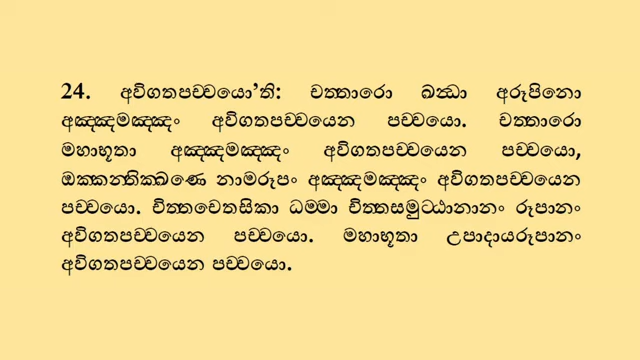 24. අවිගතපච්චයො’ති: චත්තාරො ඛන්ධා අරූපිනො
අඤ්ඤමඤ්ඤං අවිගතපච්චයෙන පච්චයො. චත්තාරො
මහාභූතා අඤ්ඤමඤ්ඤං අවිගතපච්චයෙන පච්චයො,
ඔක්කන්තික්ඛණෙ නාමරූපං අඤ්ඤමඤ්ඤං අවිගතපච්චයෙන
පච්චයො. චිත්තචෙතසිකා ධම්මා චිත්තසමුට්ඨානානං රූපානං
අවිගතපච්චයෙන පච්චයො. මහාභූතා උපාදායරූපානං
අවිගතපච්චයෙන පච්චයො.